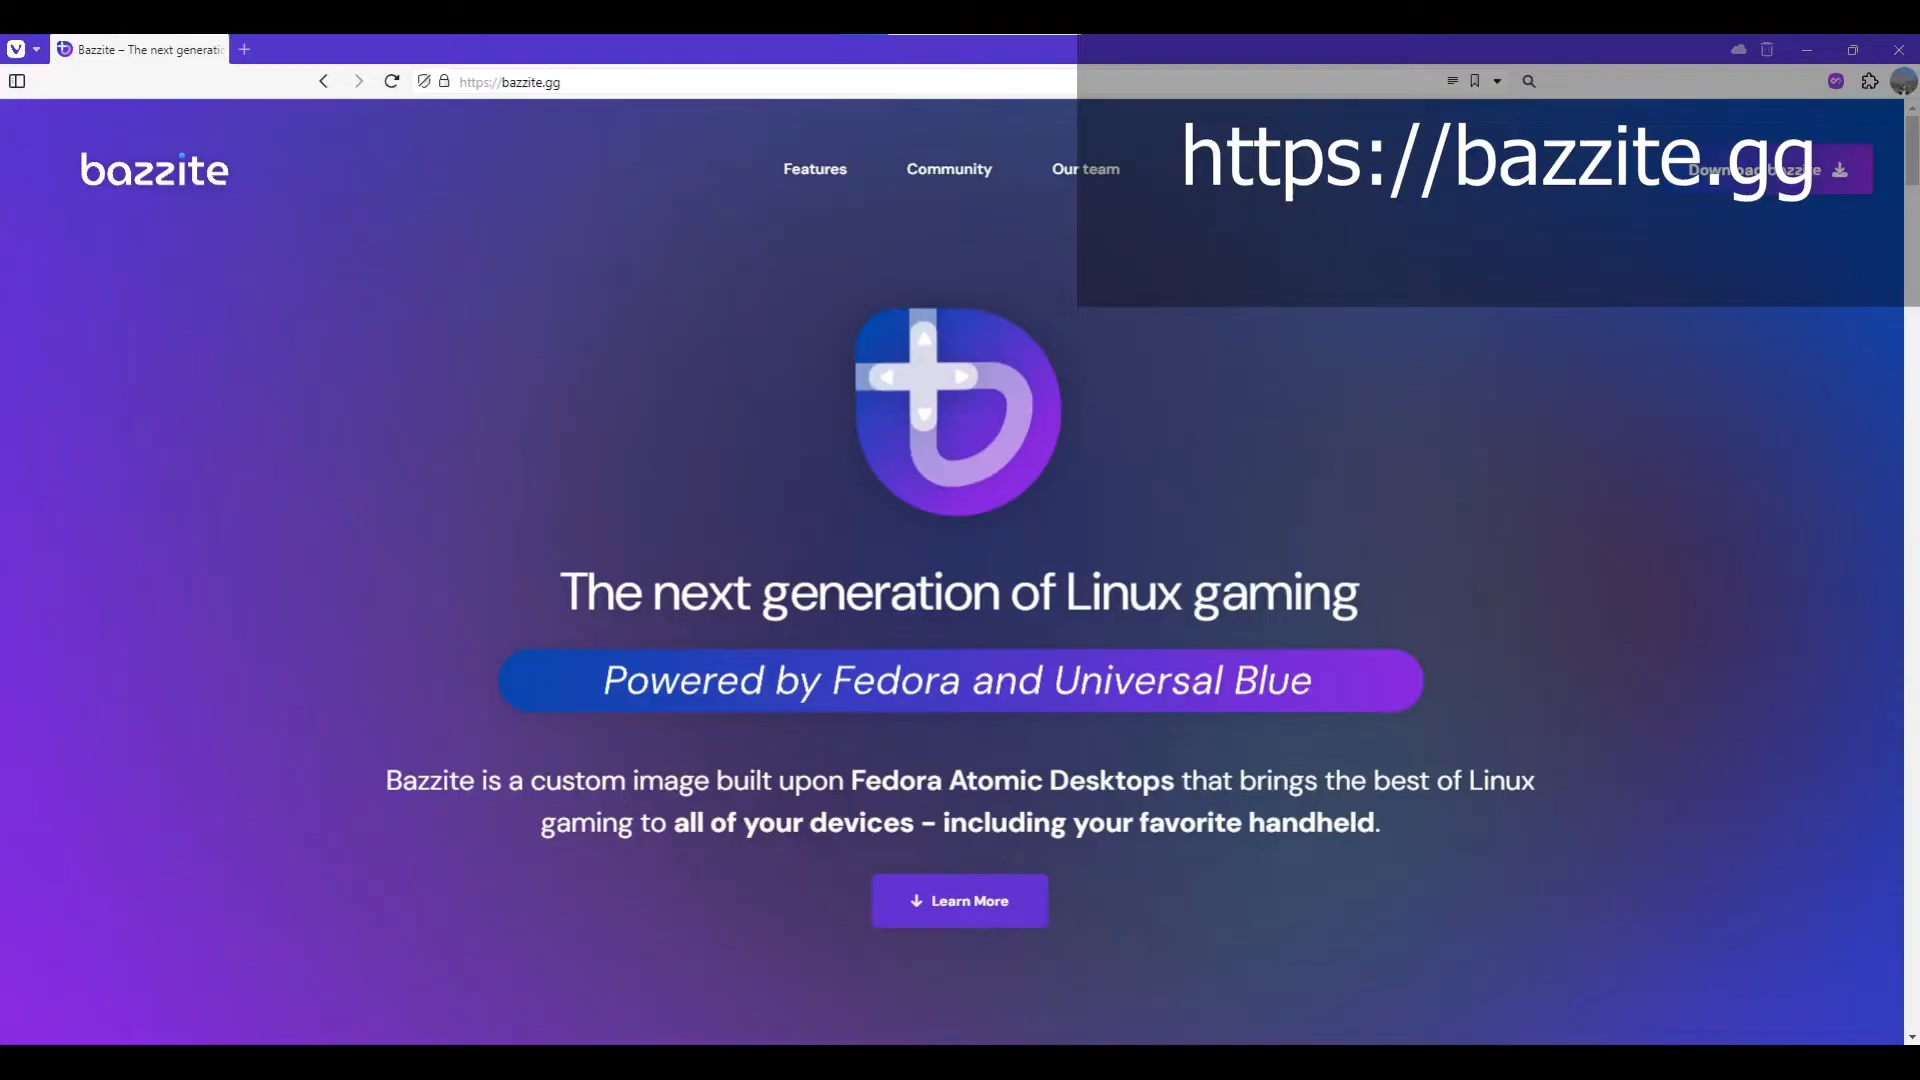 Bazzite – The next generatio
https://bazzite.gg
bazzite
Features
Community
Our team
https://bazzite.gg
Download bazzite
The next generation of Linux gaming
Powered by Fedora and Universal Blue
Bazzite is a custom image built upon Fedora Atomic Desktops that brings the best of Linux
gaming to all of your devices – including your favorite handheld.
Learn More